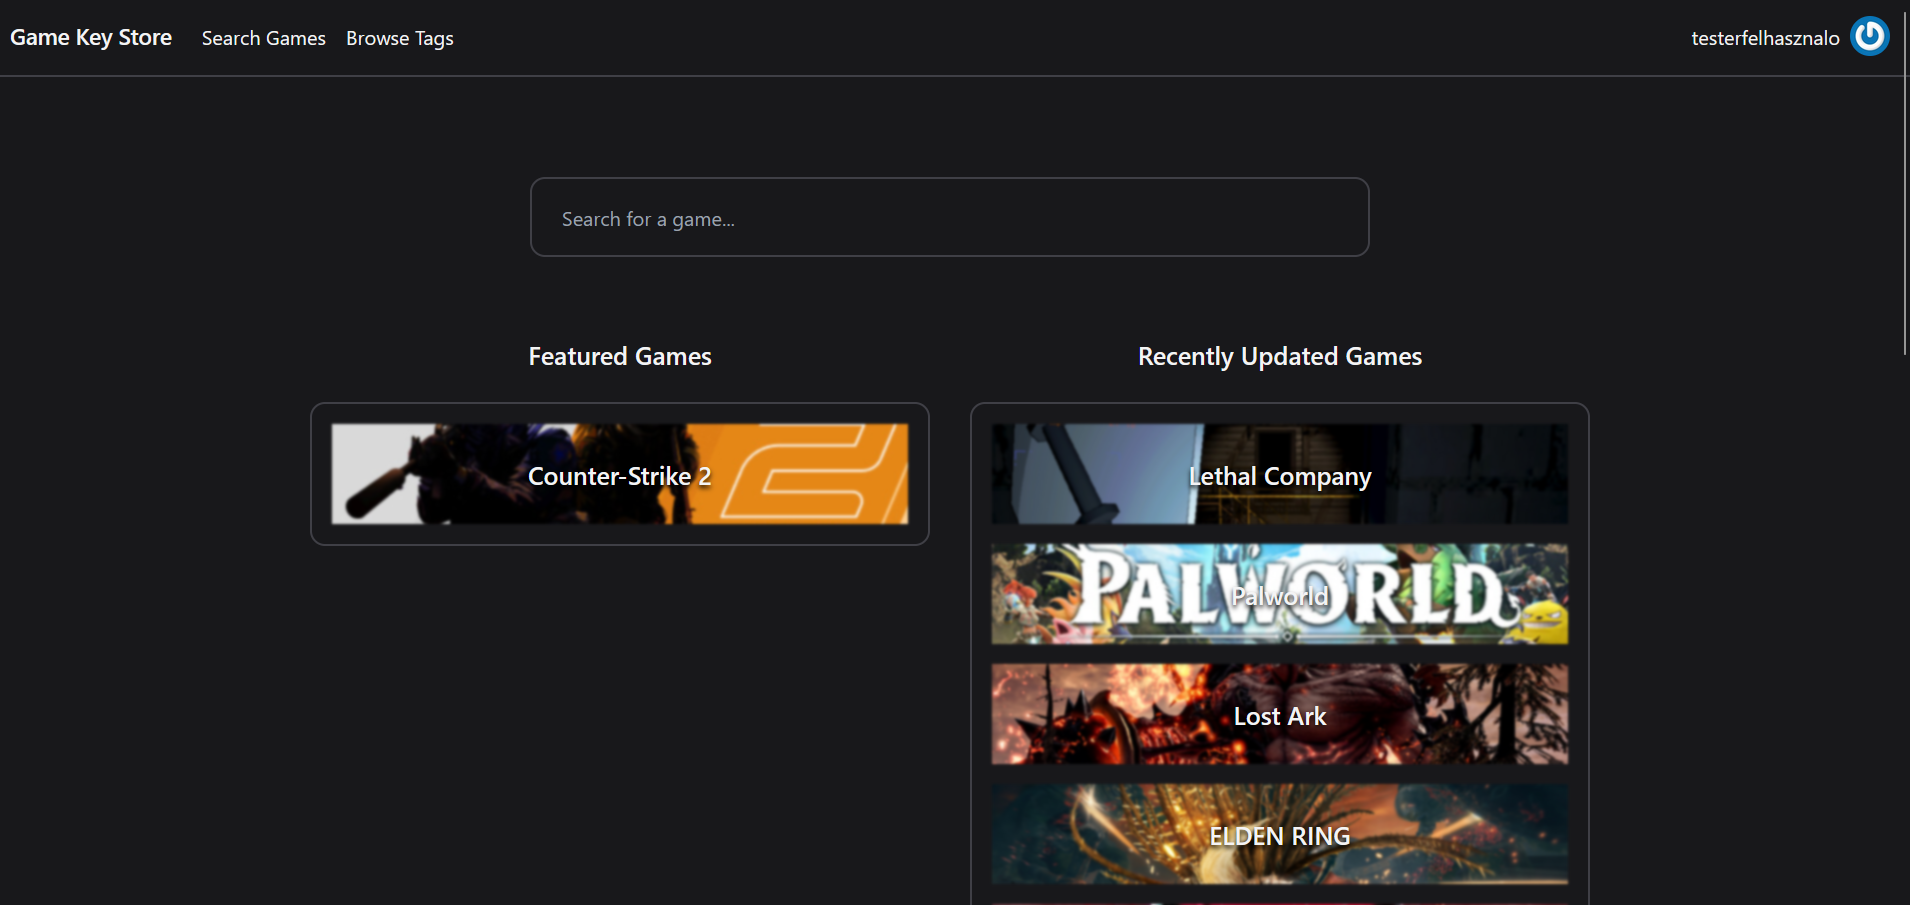 Game Key Store
Search Games
Browse Tags
testerfelhasznalo
Search for a game...
Featured Games
Counter-Strike 2
Recently Updated Games
Lethal Company
PALWORLD
Palworld
Lost Ark
ELDEN RING